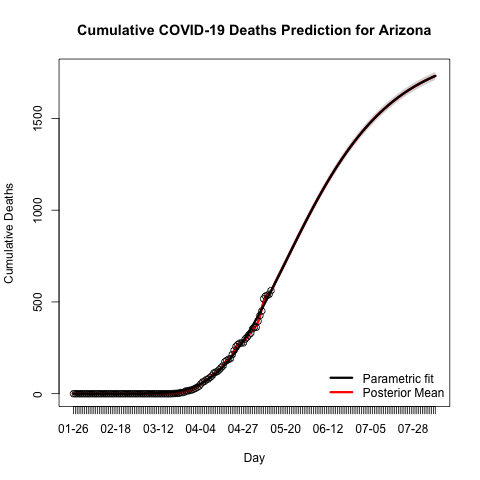 Cumulative COVID-19 Deaths Prediction for Arizona
Cumulative Deaths
1500
1000
500
0
Parametric fit
Posterior Mean
01-26 02-18 03-12 04-04 04-27 05-20 06-12 07-05 07-28
Day